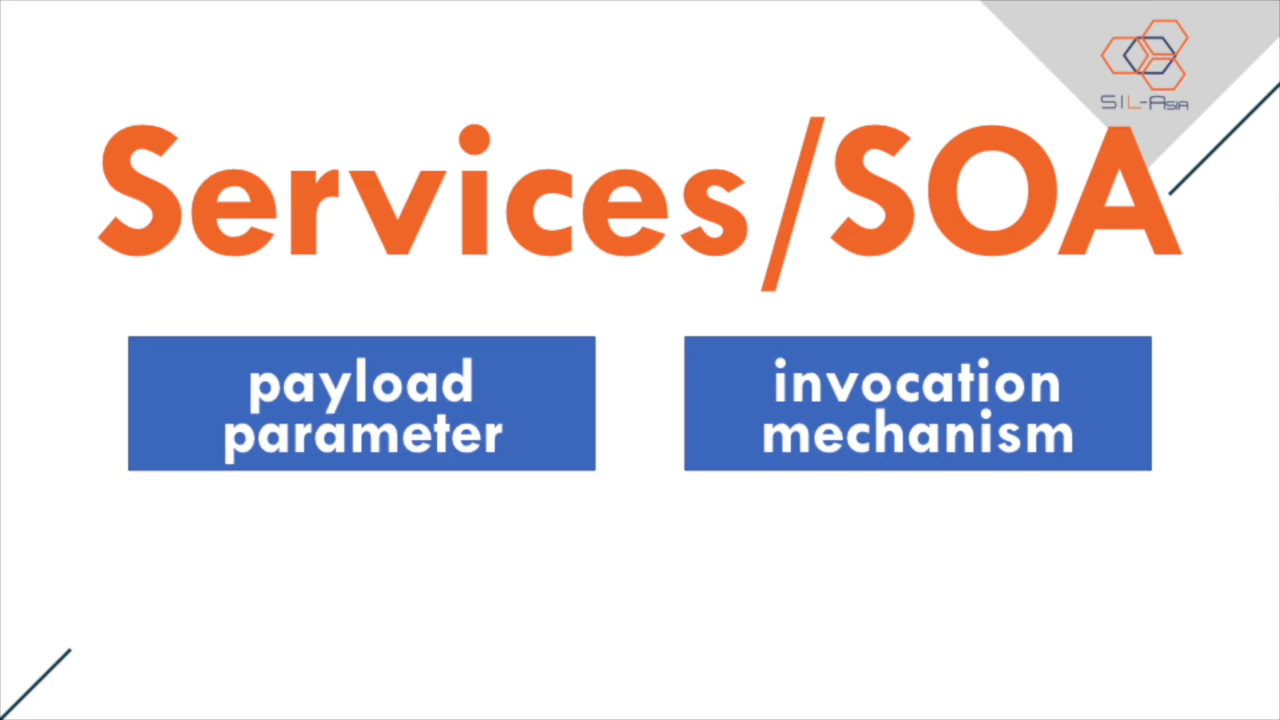 SIL-Asia
Services/SOA
payload
parameter
invocation
mechanism